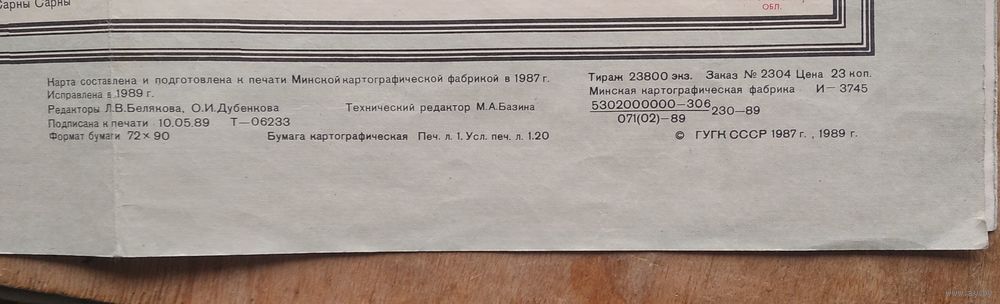 Сарны Сарны
ОБЛ.
Карта составлена и подготовлена к печати Минской картографической фабрикой в 1987 г.
Исправлена в 1989 г.
Редакторы Л.В.Белякова, О.И.Дубенкова Технический редактор М.А.Базина
Подписана к печати 10.05.89 Т—06233
Формат бумаги 72×90 Бумага картографическая Печ. л. 1. Усл. печ. л. 1.20
Тираж 23800 экз. Заказ № 2304 Цена 23 коп.
Минская картографическая фабрика И—3745
5302000000—306
071(02)—89
230—89
© ГУГК СССР 1987 г. , 1989 г.